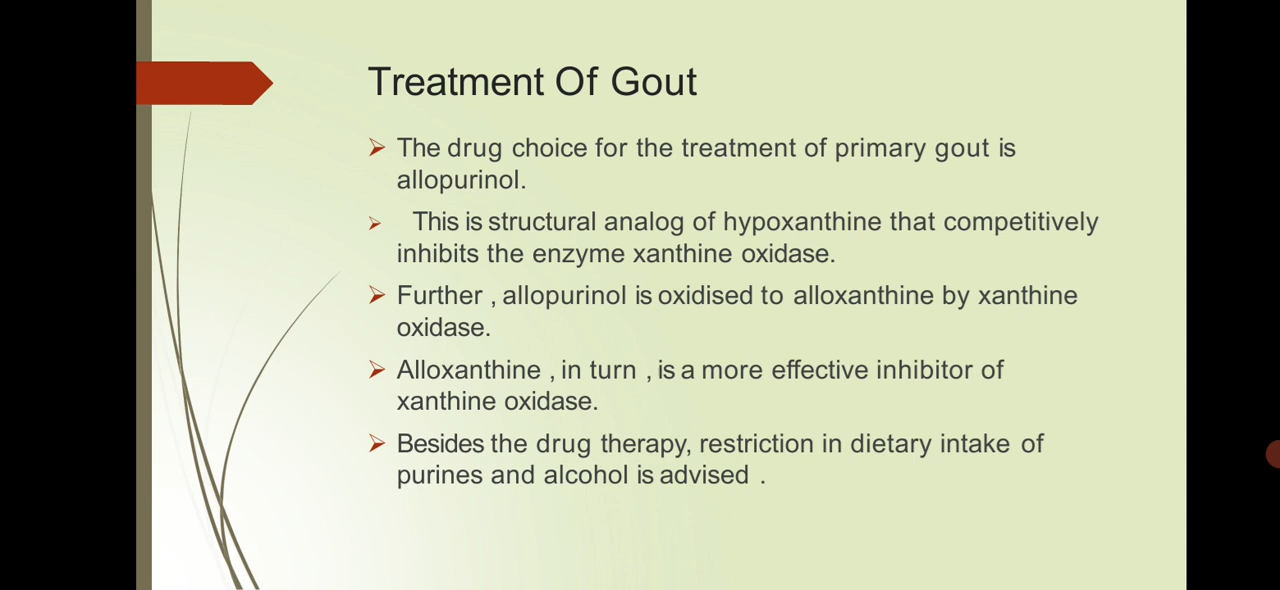 Treatment Of Gout
The drug choice for the treatment of primary gout is
allopurinol.
This is structural analog of hypoxanthine that competitively
inhibits the enzyme xanthine oxidase.
Further , allopurinol is oxidised to alloxanthine by xanthine
oxidase.
Alloxanthine , in turn , is a more effective inhibitor of
xanthine oxidase.
Besides the drug therapy, restriction in dietary intake of
purines and alcohol is advised .